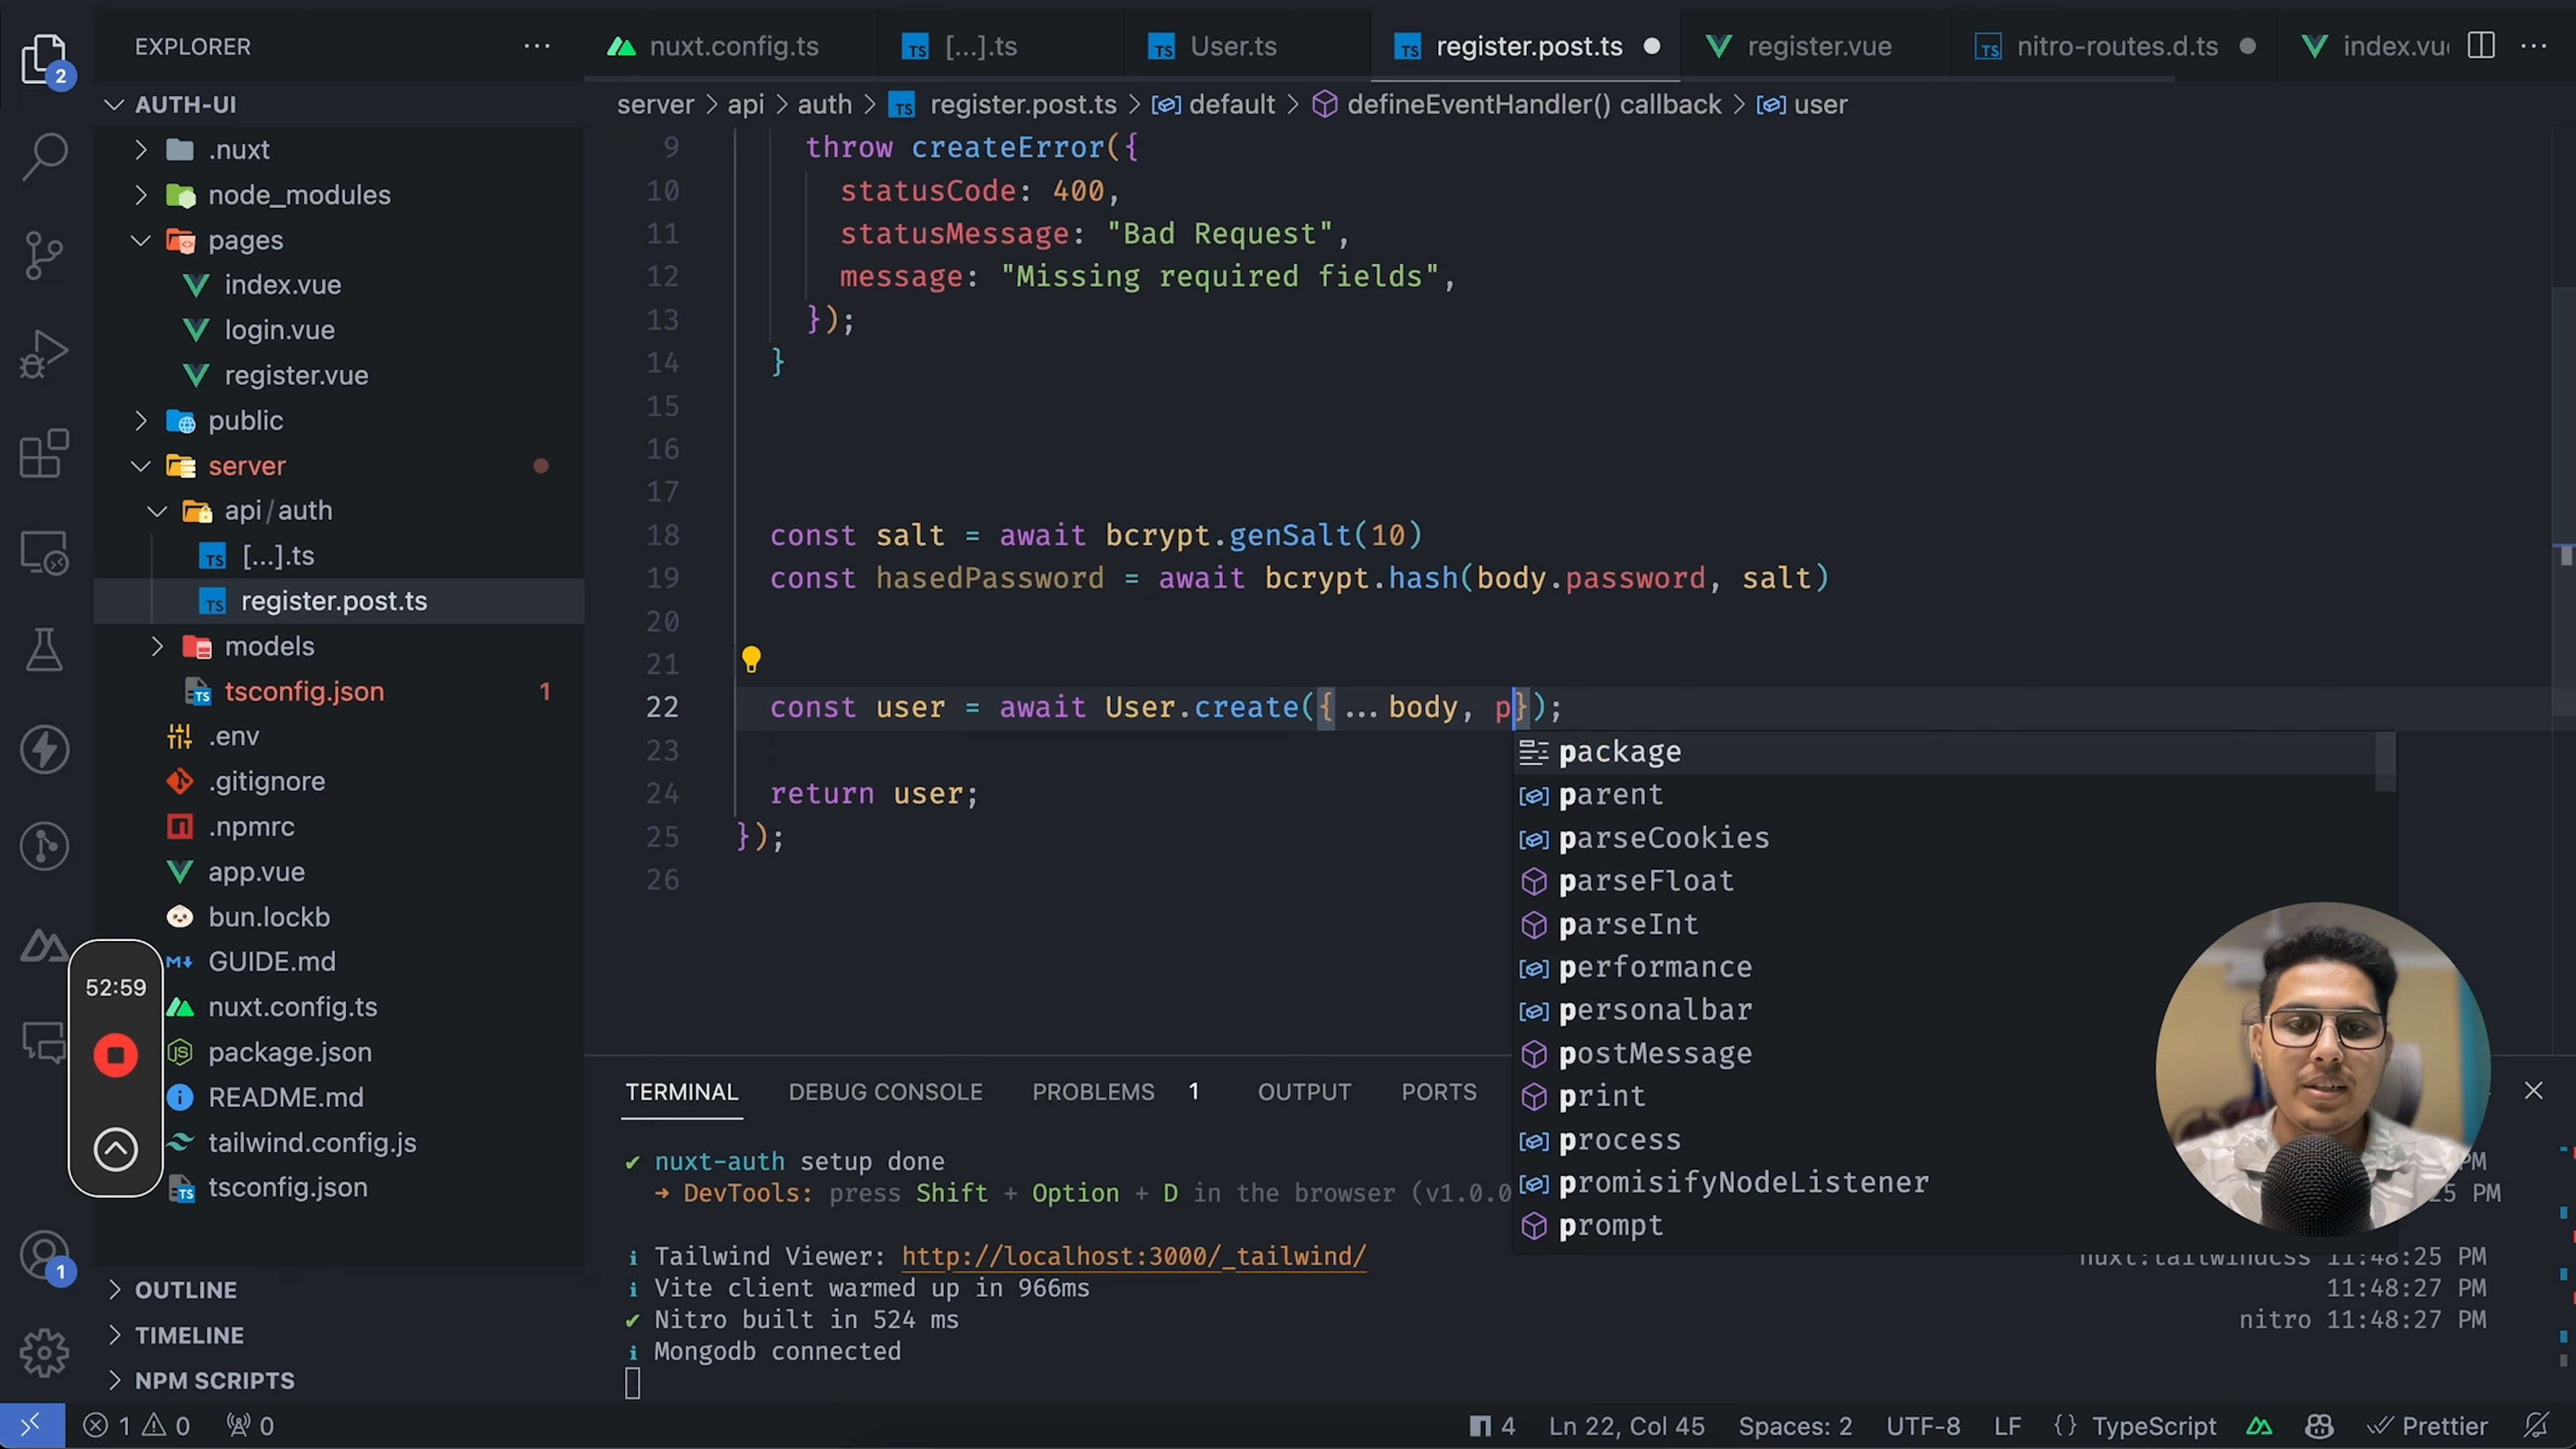 EXPLORER
nuxt.config.ts
[...].ts
User.ts
register.post.ts
register.vue
nitro-routes.d.ts
index.vu
2
AUTH-UI
server > api > auth > register.post.ts > default > defineEventHandler() callback > user
.nuxt
node_modules
pages
index.vue
login.vue
register.vue
public
server
api/auth
[...].ts
register.post.ts
models
tsconfig.json 1
.env
.gitignore
.npmrc
app.vue
bun.lockb
GUIDE.md
nuxt.config.ts
package.json
README.md
tailwind.config.js
tsconfig.json
OUTLINE
TIMELINE
NPM SCRIPTS
52:59
1
9 throw createError({
10 statusCode: 400,
11 statusMessage: "Bad Request",
12 message: "Missing required fields",
13 });
14 }
15
16
17
18 const salt = await bcrypt.genSalt(10)
19 const hasedPassword = await bcrypt.hash(body.password, salt)
20
21
22 const user = await User.create({...body, p});
23
24 return user;
25 });
26
package
parent
parseCookies
parseFloat
parseInt
performance
personalbar
postMessage
print
process
promisifyNodeListener
prompt
TERMINAL DEBUG CONSOLE PROBLEMS 1 OUTPUT PORTS
✔ nuxt-auth setup done PM
➜ DevTools: press Shift + Option + D in the browser (v1.0.0 25 PM
i Tailwind Viewer: http://localhost:3000/_tailwind/ nuxt:tailwindcss 11:48:25 PM
i Vite client warmed up in 966ms 11:48:27 PM
✔ Nitro built in 524 ms nitro 11:48:27 PM
i Mongodb connected
1 0 0 4 Ln 22, Col 45 Spaces: 2 UTF-8 LF {} TypeScript Prettier